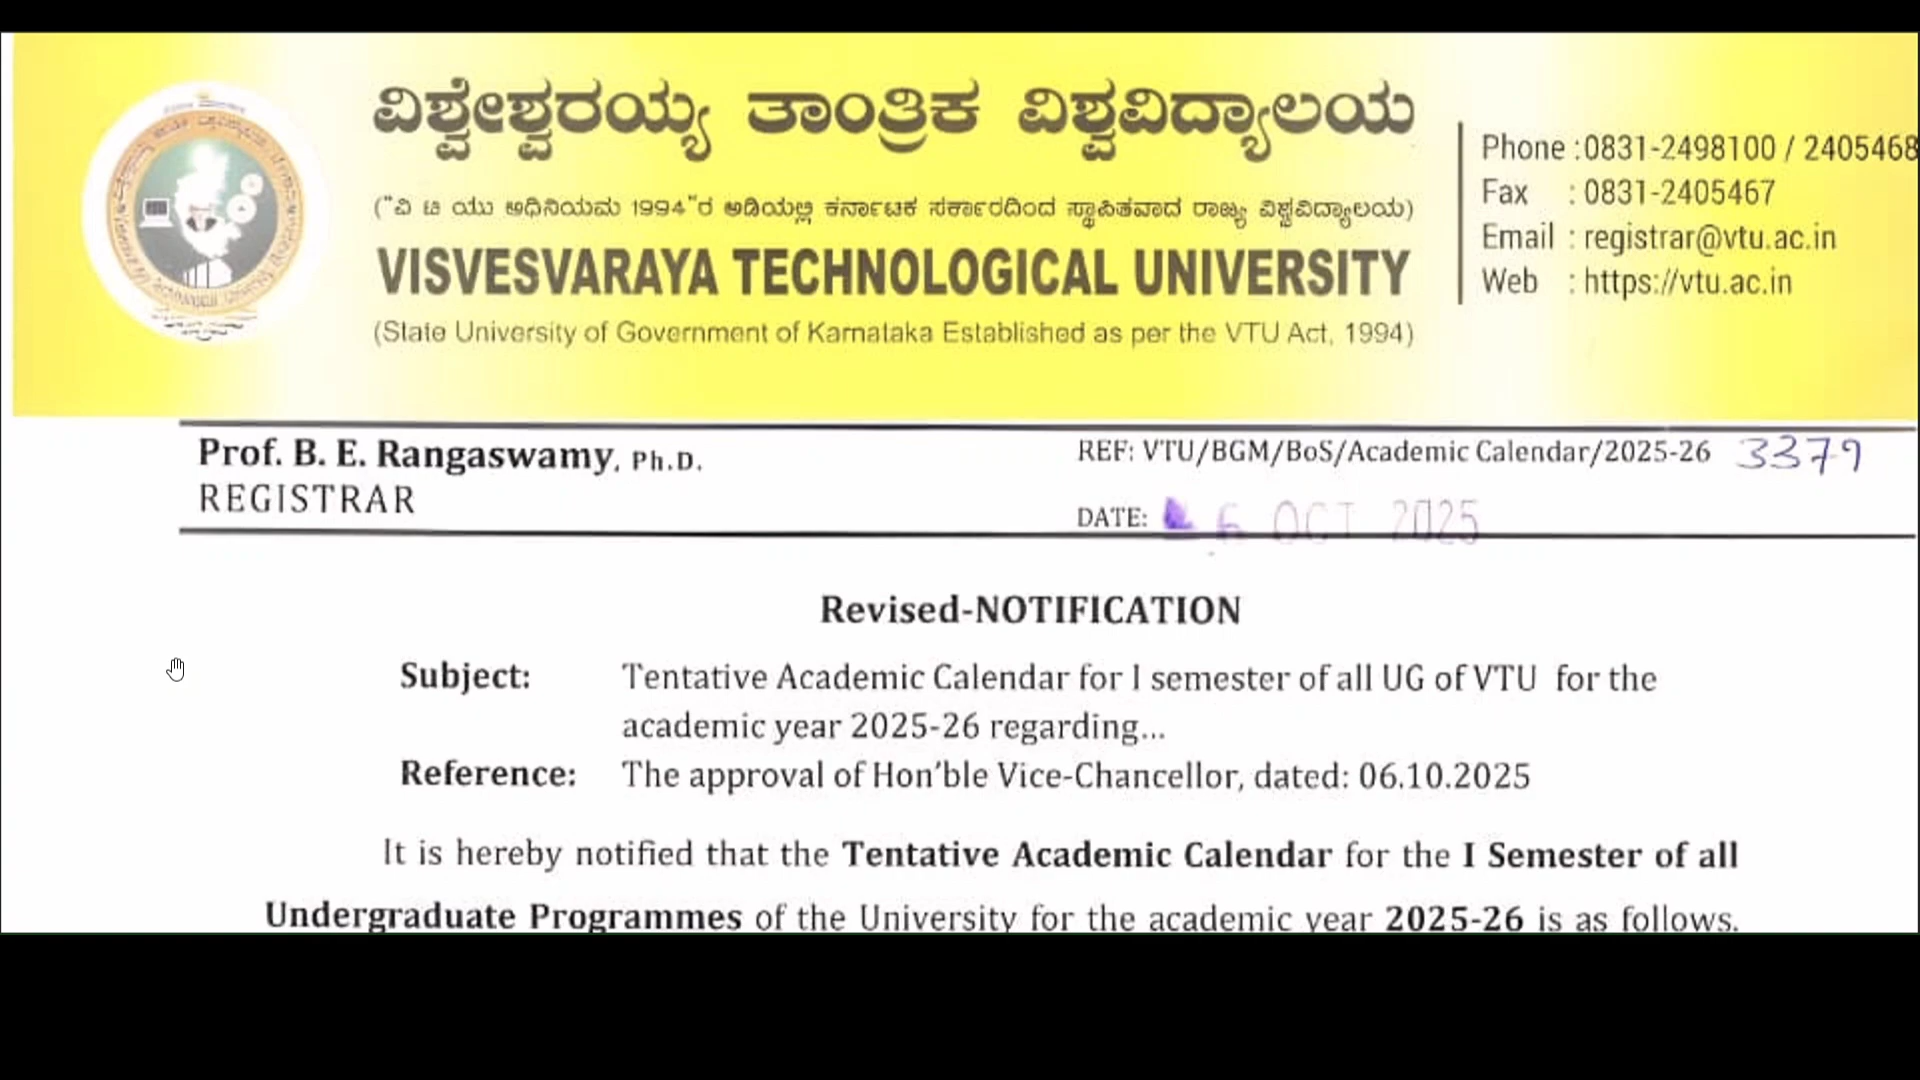 ವಿಶ್ವೇಶ್ವರಯ್ಯ ತಾಂತ್ರಿಕ ವಿಶ್ವವಿದ್ಯಾಲಯ
("ವಿ ಟಿ ಯು ಅಧಿನಿಯಮ 1994"ರ ಅಡಿಯಲ್ಲಿ ಕರ್ನಾಟಕ ಸರ್ಕಾರದಿಂದ ಸ್ಥಾಪಿತವಾದ ರಾಜ್ಯ ವಿಶ್ವವಿದ್ಯಾಲಯ)
VISVESVARAYA TECHNOLOGICAL UNIVERSITY
(State University of Government of Karnataka Established as per the VTU Act, 1994)
Phone :0831-2498100 / 2405468
Fax : 0831-2405467
Email : registrar@vtu.ac.in
Web : https://vtu.ac.in
Prof. B. E. Rangaswamy, Ph.D.
REGISTRAR
REF: VTU/BGM/BoS/Academic Calendar/2025-26 3379
DATE: 6 OCT 2025
Revised-NOTIFICATION
Subject: Tentative Academic Calendar for I semester of all UG of VTU for the
academic year 2025-26 regarding...
Reference: The approval of Hon'ble Vice-Chancellor, dated: 06.10.2025
It is hereby notified that the Tentative Academic Calendar for the I Semester of all
Undergraduate Programmes of the University for the academic year 2025-26 is as follows.